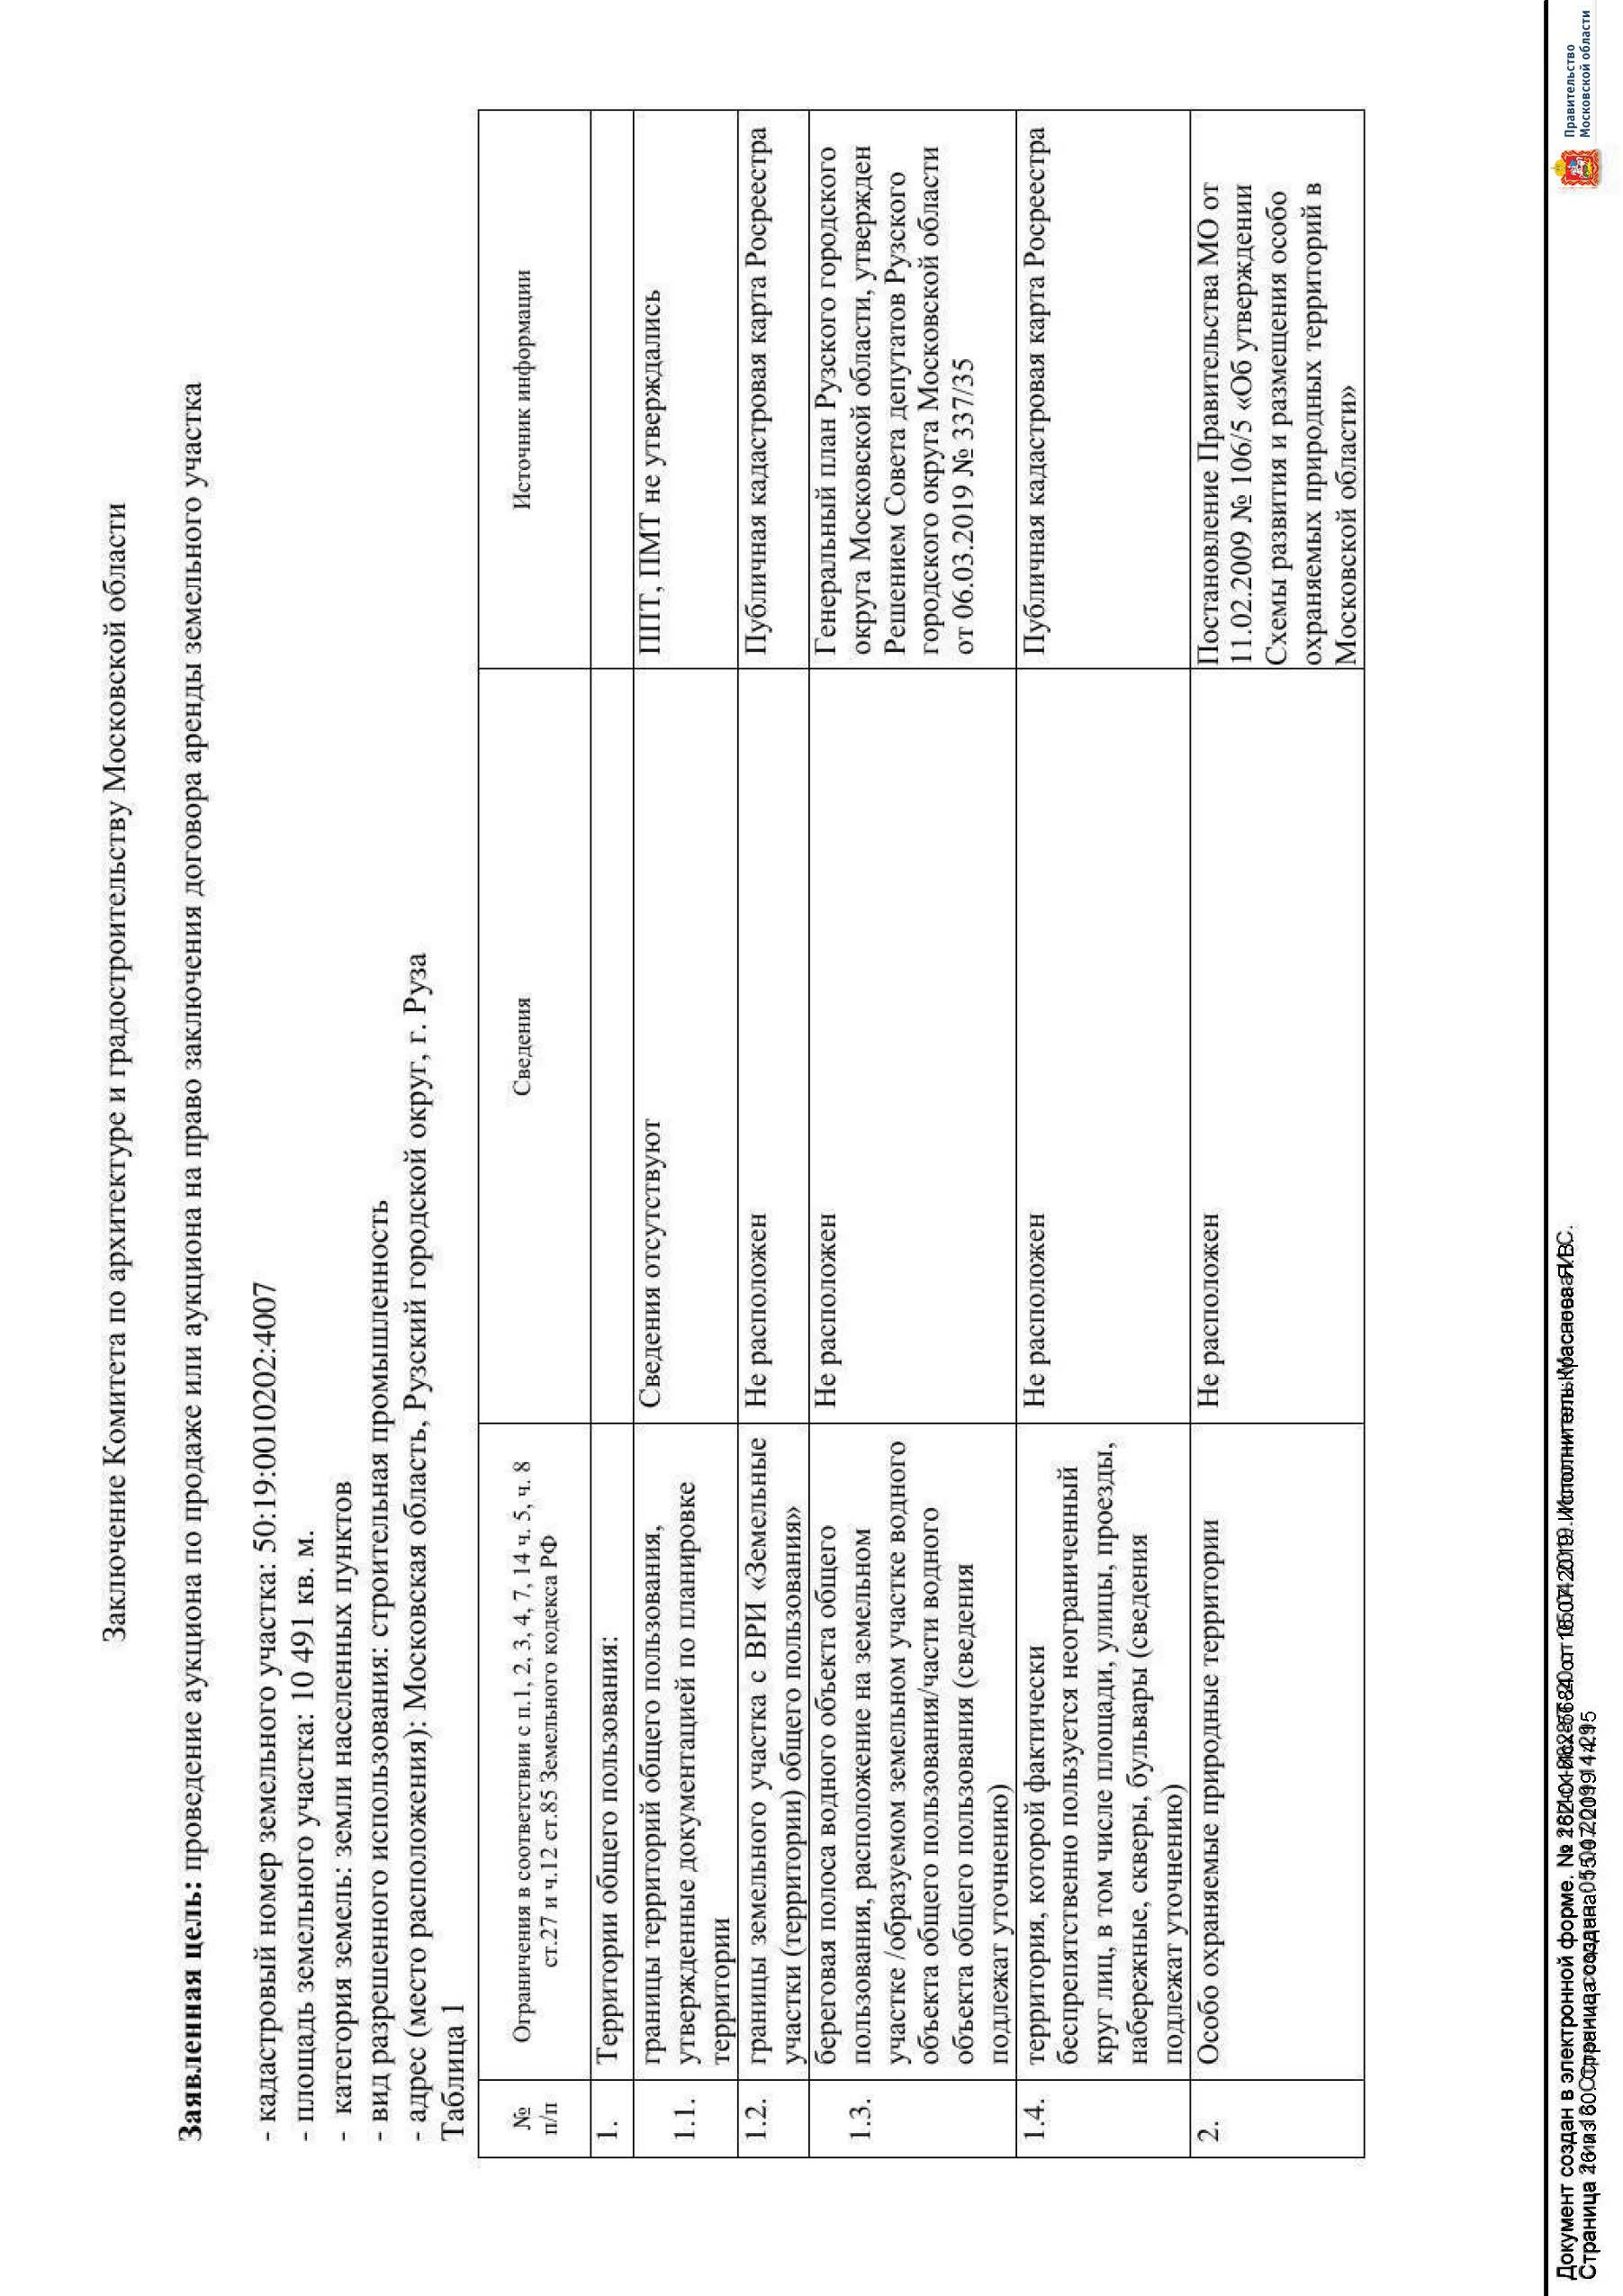 Заключение Комитета по архитектуре и градостроительству Московской области
Заявленная цель: проведение аукциона по продаже или аукциона на право заключения договора аренды земельного участка
- кадастровый номер земельного участка: 50:19:0010202:4007
- площадь земельного участка: 10 491 кв. м.
- категория земель: земли населенных пунктов
- вид разрешенного использования: строительная промышленность
- адрес (место расположения): Московская область, Рузский городской округ, г. Руза
Таблица 1
№
п/п
Ограничения в соответствии с п.1, 2, 3, 4, 7, 14 ч. 5, ч. 8
ст.27 и ч.12 ст.85 Земельного кодекса РФ
Сведения
Источник информации
1.
Территории общего пользования:
1.1.
границы территорий общего пользования,
утвержденные документацией по планировке
территории
Сведения отсутствуют
ППТ, ПМТ не утверждались
1.2.
границы земельного участка с ВРИ «Земельные
участки (территории) общего пользования»
Не расположен
Публичная кадастровая карта Росреестра
1.3.
береговая полоса водного объекта общего
пользования, расположение на земельном
участке /образуемом земельном участке водного
объекта общего пользования/части водного
объекта общего пользования (сведения
подлежат уточнению)
Не расположен
Генеральный план Рузского городского
округа Московской области, утвержден
Решением Совета депутатов Рузского
городского округа Московской области
от 06.03.2019 № 337/35
1.4.
территория, которой фактически
беспрепятственно пользуется неограниченный
круг лиц, в том числе площади, улицы, проезды,
набережные, скверы, бульвары (сведения
подлежат уточнению)
Не расположен
Публичная кадастровая карта Росреестра
2.
Особо охраняемые природные территории
Не расположен
Постановление Правительства МО от
11.02.2009 № 106/5 «Об утверждении
Схемы развития и размещения особо
охраняемых природных территорий в
Московской области»
Документ создан в электронной форме. №
Страница
Правительство
Московской области